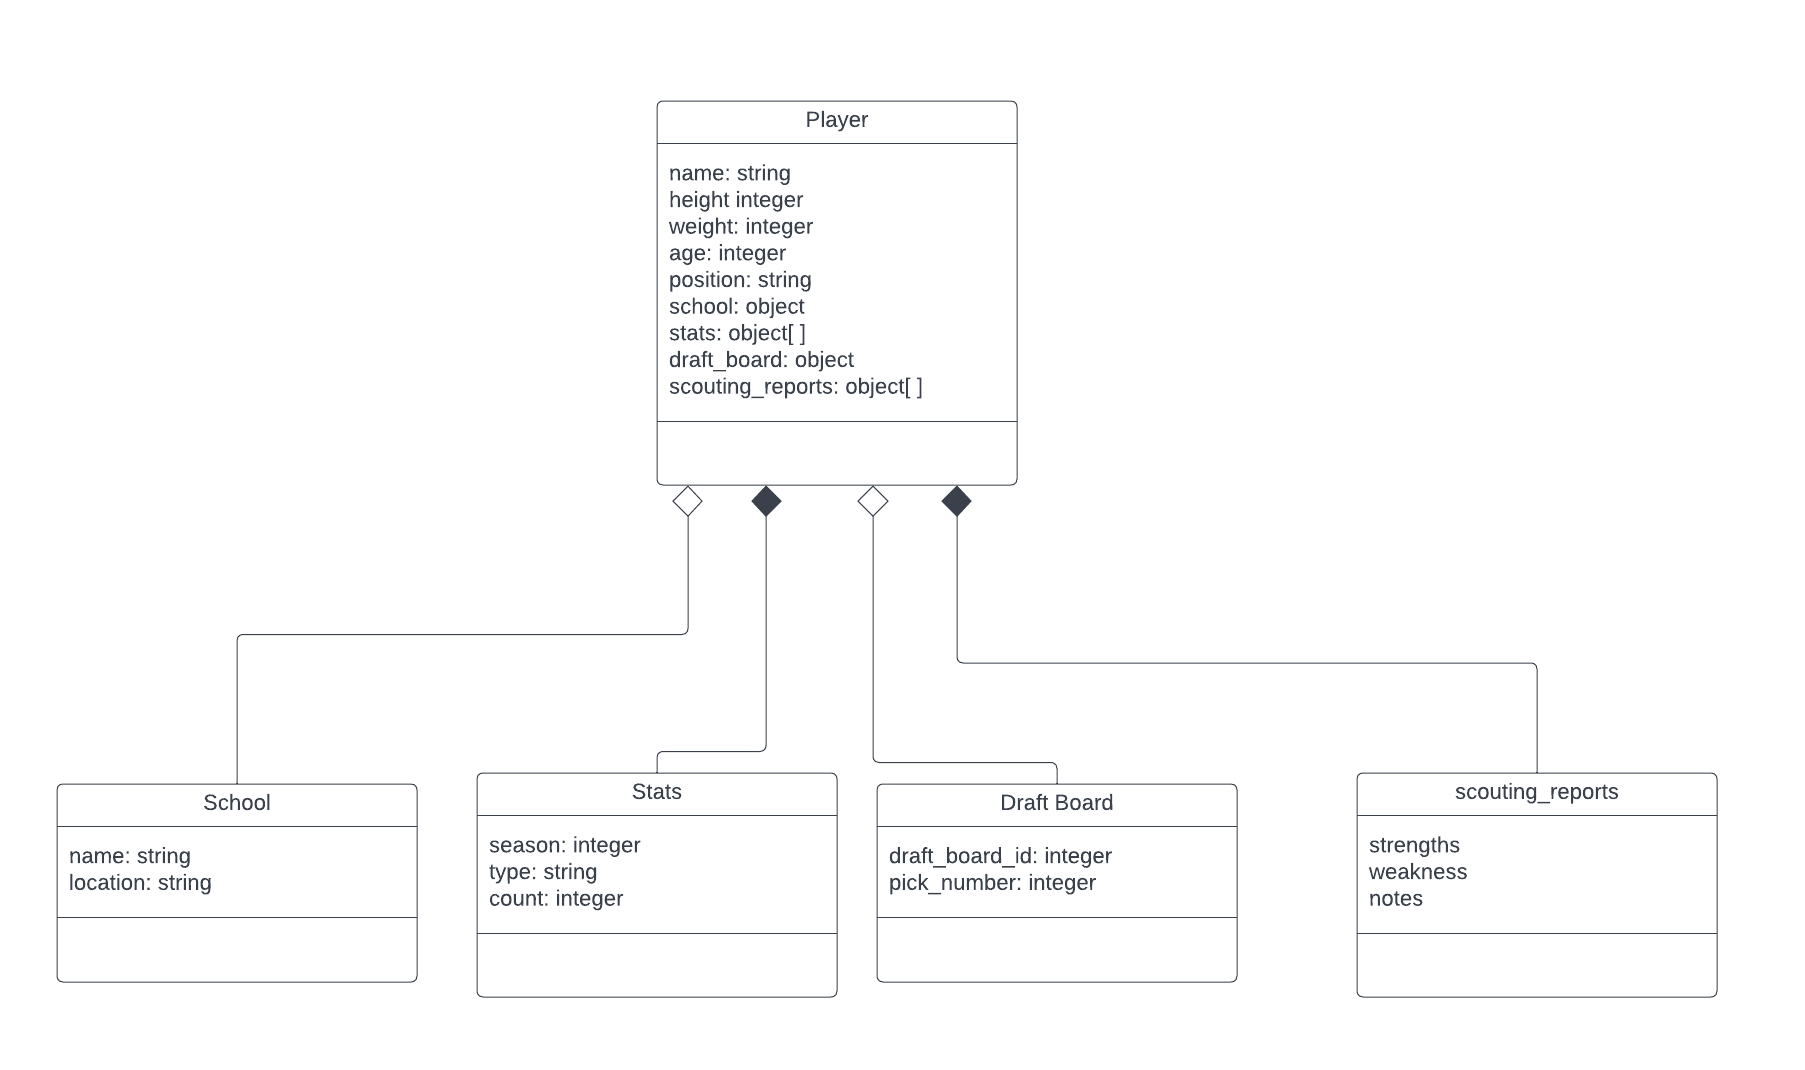 Player
name: string
height integer
weight: integer
age: integer
position: string
school: object
stats: object[ ]
draft_board: object
scouting_reports: object[ ]
School
name: string
location: string
Stats
season: integer
type: string
count: integer
Draft Board
draft_board_id: integer
pick_number: integer
scouting_reports
strengths
weakness
notes